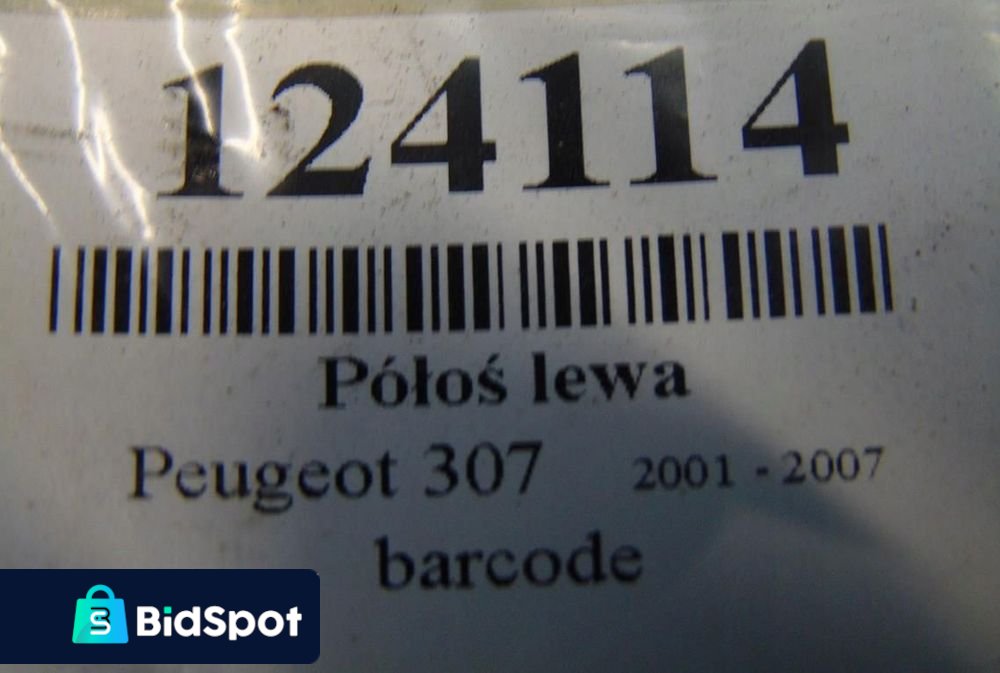 124114
Półoś lewa
Peugeot 307 2001 - 2007
barcode
BidSpot